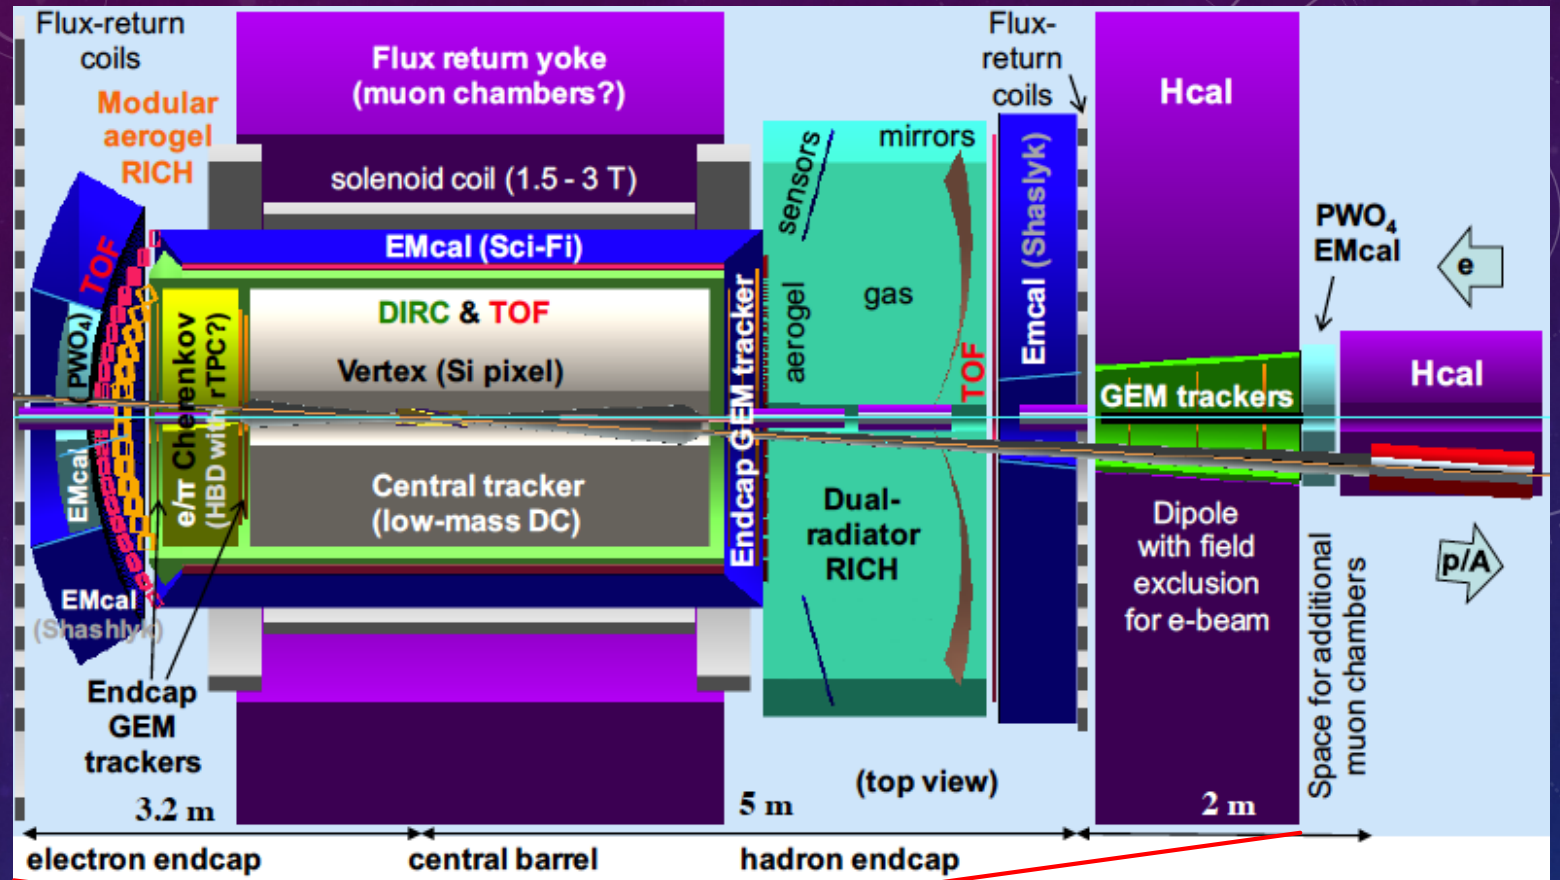 Flux-return
coils
Modular
aerogel
RICH
Flux return yoke
(muon chambers?)
solenoid coil (1.5 - 3 T)
EMcal (Sci-Fi)
TOF
(PWO₄)
EMcal
EMcal
(Shashlyk)
e/π Cherenkov
(HBD with rTPC?)
DIRC & TOF
Vertex (Si pixel)
Central tracker
(low-mass DC)
Endcap
GEM
trackers
Endcap GEM tracker
sensors
mirrors
aerogel
gas
Dual-
radiator
RICH
TOF
Flux-
return
coils
Emcal (Shaslyk)
Hcal
GEM trackers
Dipole
with field
exclusion
for e-beam
PWO₄
EMcal
e
Hcal
p/A
Space for additional
muon chambers
(top view)
3.2 m
5 m
2 m
electron endcap
central barrel
hadron endcap